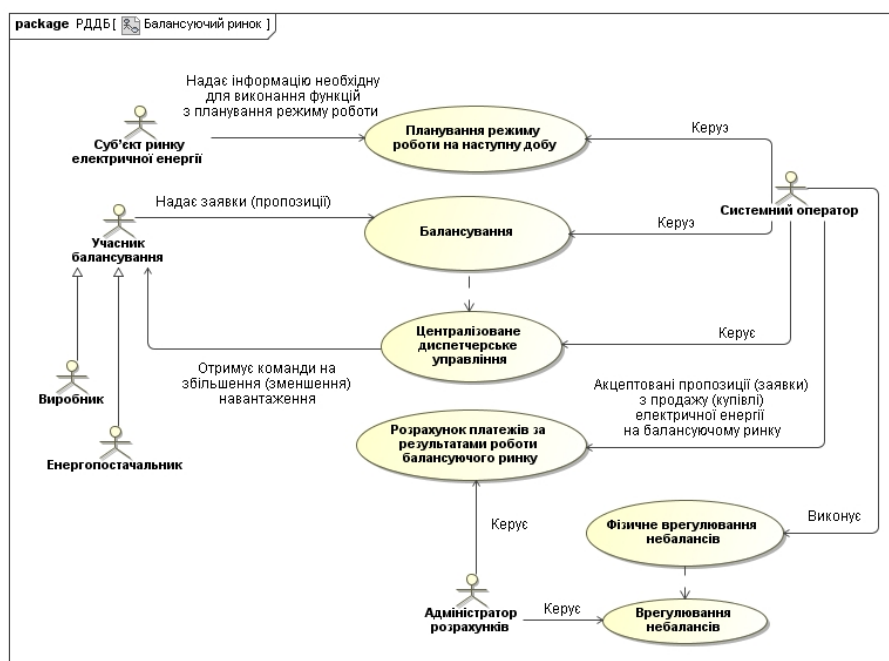 package РДДБ [ Балансуючий ринок ]
Надає інформацію необхідну
для виконання функцій
з планування режиму роботи
Суб'єкт ринку
електричної енергії
Планування режиму
роботи на наступну добу
Керуэ
Системний оператор
Надає заявки (пропозиції)
Учасник
балансування
Балансування
Керуэ
Централізоване
диспетчерське
управління
Керує
Отримує команди на
збільшення (зменшення)
навантаження
Виробник
Енергопостачальник
Акцептовані пропозиції (заявки)
з продажу (купівлі)
електричної енергії
на балансуючому ринку
Розрахунок платежів за
результатами роботи
балансуючого ринку
Керує
Фізичне врегулювання
небалансів
Виконує
Адміністратор
розрахунків
Керує
Врегулювання
небалансів